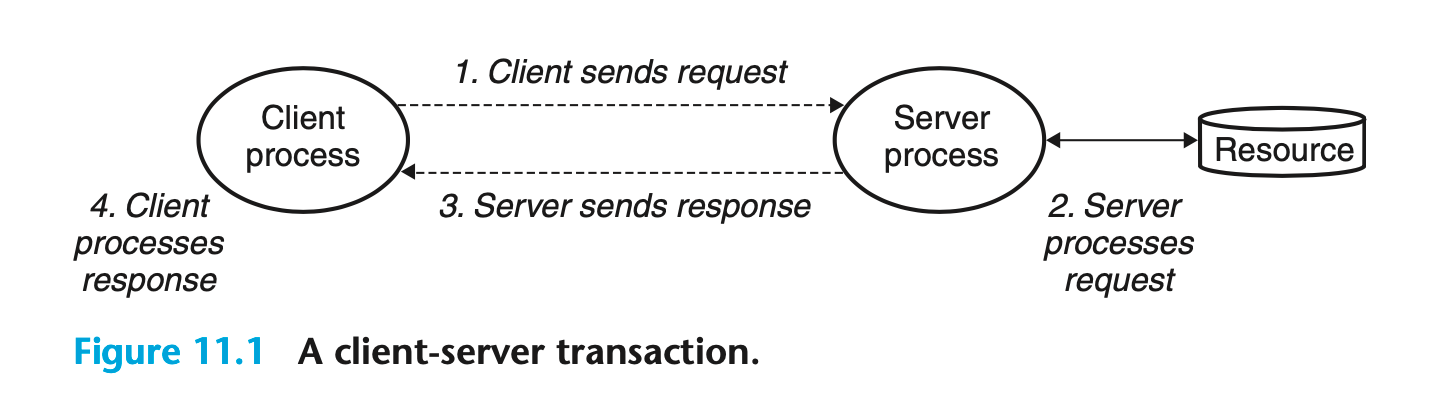 1. Client sends request
Client
process
Server
process
Resource
3. Server sends response
4. Client
processes
response
2. Server
processes
request
Figure 11.1 A client-server transaction.